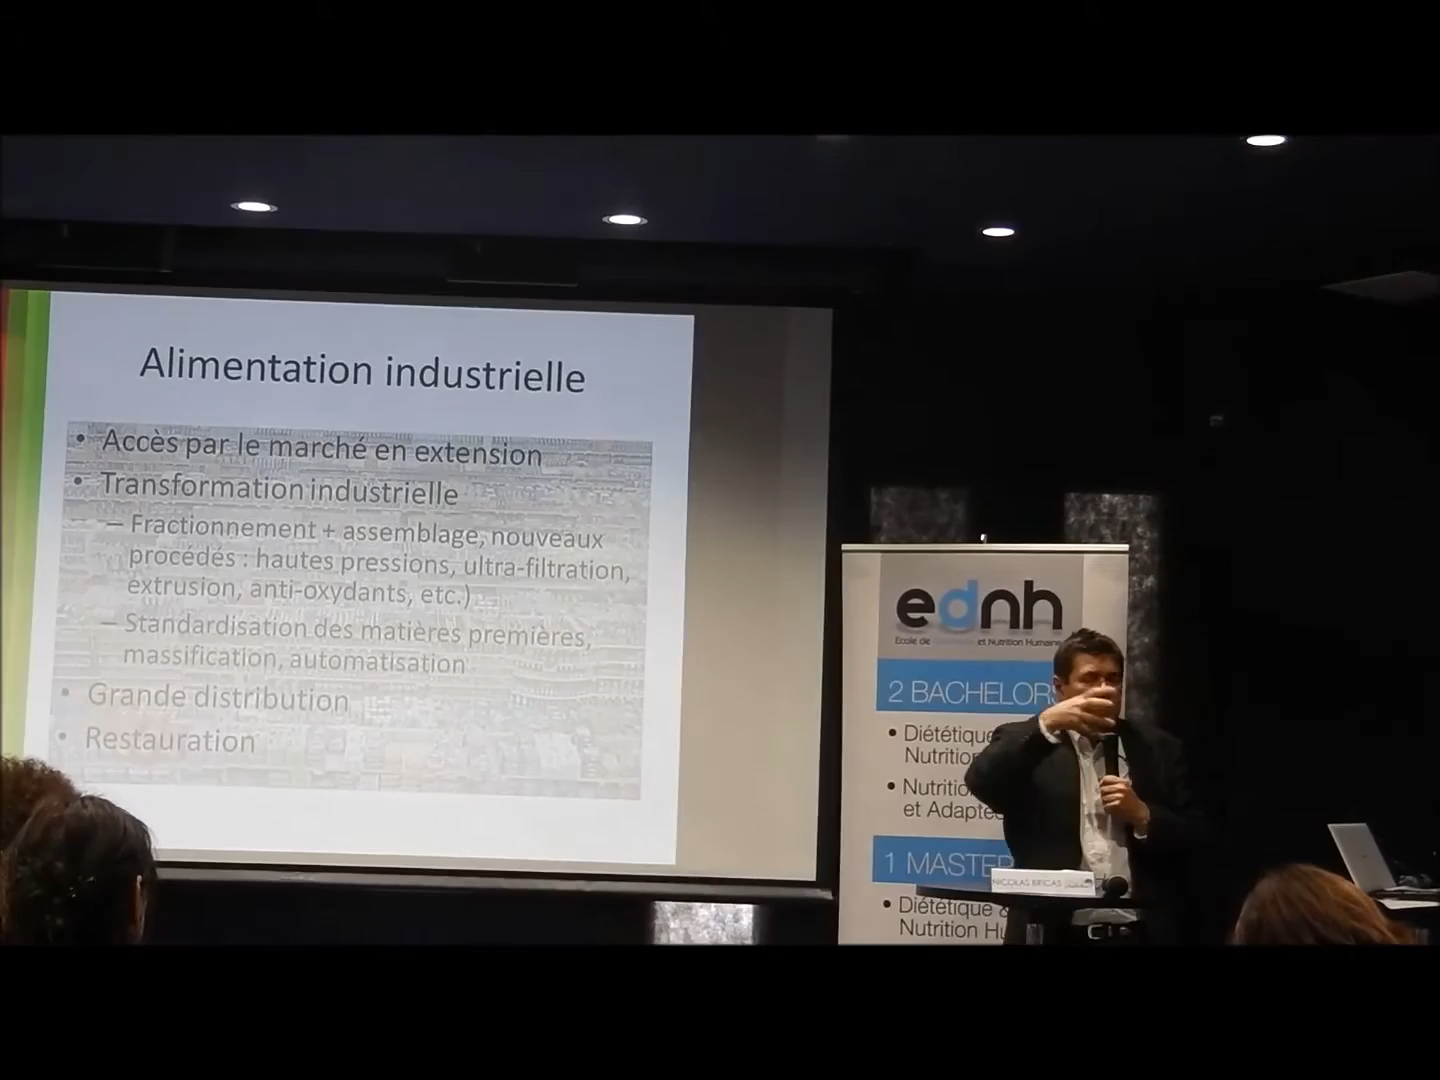 Alimentation industrielle
• Accès par le marché en extension
• Transformation industrielle
– Fractionnement + assemblage, nouveaux
procédés : hautes pressions, ultra-filtration,
extrusion, anti-oxydants, etc.)
– Standardisation des matières premières,
massification, automatisation
• Grande distribution
• Restauration
ednh
Ecole de et Nutrition Humaine
2 BACHELOR
• Diététique
Nutrition
• Nutrition
et Adaptée
1 MASTER
• Diététique &
Nutrition Hu
NICOLAS BRICAS